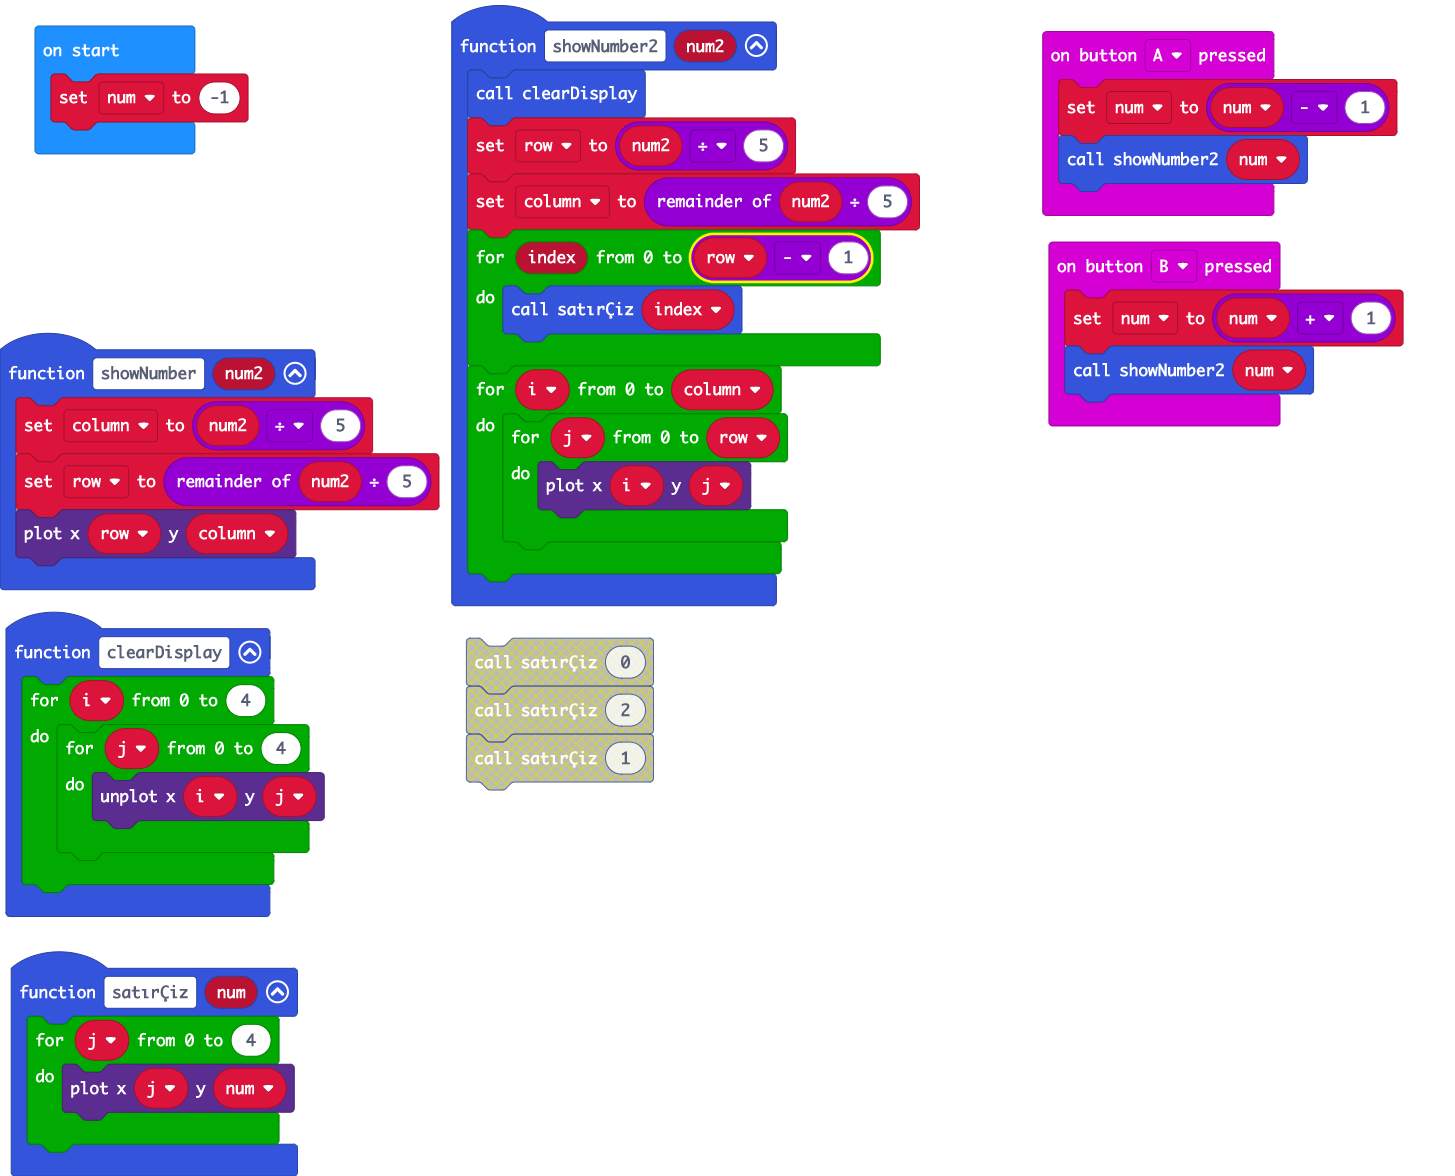 on start
set num to -1
function showNumber num2
set column to num2 ÷ 5
set row to remainder of num2 ÷ 5
plot x row y column
function clearDisplay
for i from 0 to 4
do
for j from 0 to 4
do
unplot x i y j
function satırÇiz num
for j from 0 to 4
do
plot x j y num
function showNumber2 num2
call clearDisplay
set row to num2 ÷ 5
set column to remainder of num2 ÷ 5
for index from 0 to row - 1
do
call satırÇiz index
for i from 0 to column
do
for j from 0 to row
do
plot x i y j
call satırÇiz 0
call satırÇiz 2
call satırÇiz 1
on button A pressed
set num to num - 1
call showNumber2 num
on button B pressed
set num to num + 1
call showNumber2 num